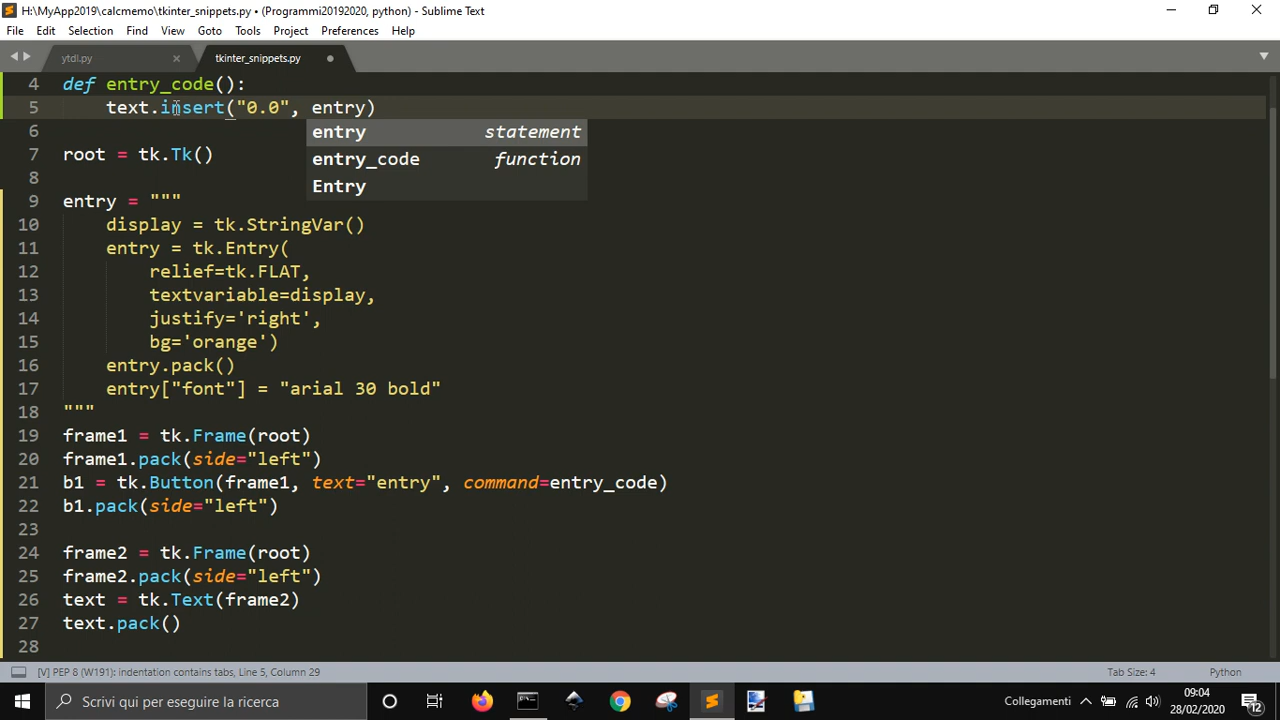 H:\MyApp2019\calcmemo\tkinter_snippets.py • (Programmi20192020, python) - Sublime Text
File Edit Selection Find View Goto Tools Project Preferences Help
ytdl.py × tkinter_snippets.py
4 def entry_code():
5 text.insert("0.0", entry)
entry statement
6
entry_code function
7 root = tk.Tk()
Entry
8
9 entry = """
10 display = tk.StringVar()
11 entry = tk.Entry(
12 relief=tk.FLAT,
13 textvariable=display,
14 justify='right',
15 bg='orange')
16 entry.pack()
17 entry["font"] = "arial 30 bold"
18 """
19 frame1 = tk.Frame(root)
20 frame1.pack(side="left")
21 b1 = tk.Button(frame1, text="entry", command=entry_code)
22 b1.pack(side="left")
23
24 frame2 = tk.Frame(root)
25 frame2.pack(side="left")
26 text = tk.Text(frame2)
27 text.pack()
28
[V] PEP 8 (W191): indentation contains tabs, Line 5, Column 29 Tab Size: 4 Python
Scrivi qui per eseguire la ricerca Collegamenti 09:04
28/02/2020 12